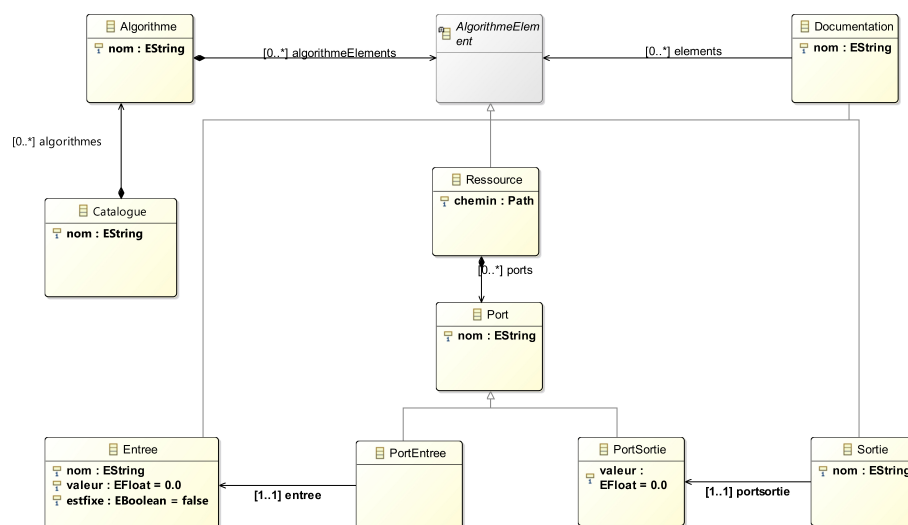 Algorithme
nom : EString
AlgorithmeElem
ent
Documentation
nom : EString
[0..*] algorithmeElements
[0..*] elements
[0..*] algorithmes
Ressource
chemin : Path
Catalogue
nom : EString
[0..*] ports
Port
nom : EString
Entree
nom : EString
valeur : EFloat = 0.0
estfixe : EBoolean = false
PortEntree
PortSortie
valeur :
EFloat = 0.0
Sortie
nom : EString
[1..1] entree
[1..1] portsortie